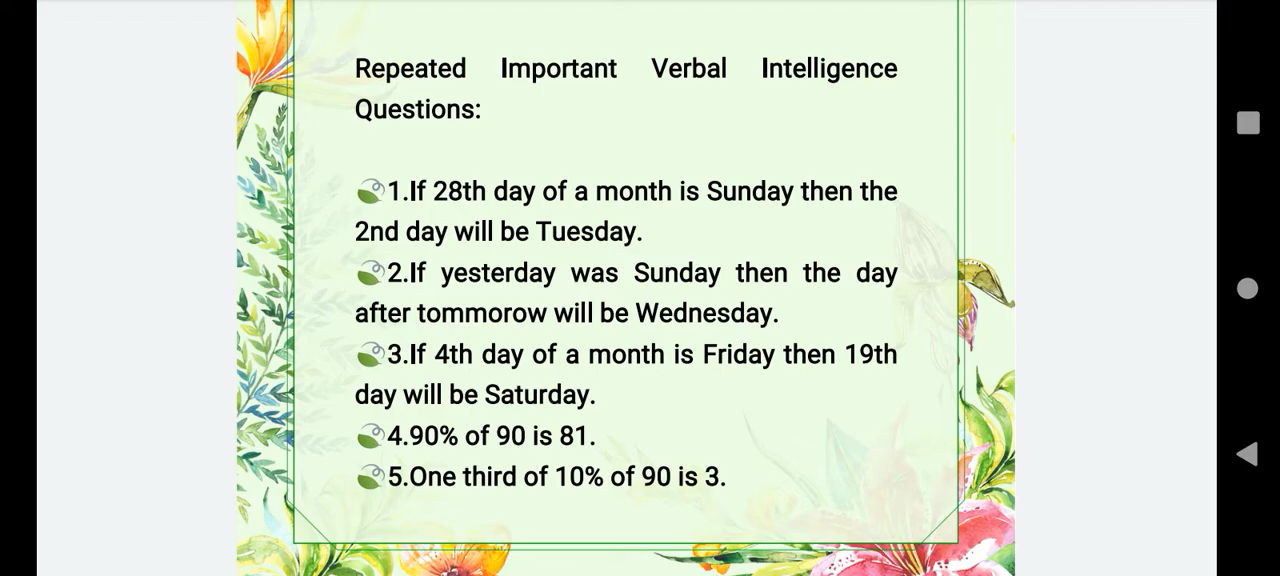 Repeated Important Verbal Intelligence
Questions:
1.If 28th day of a month is Sunday then the
2nd day will be Tuesday.
2.If yesterday was Sunday then the day
after tommorow will be Wednesday.
3.If 4th day of a month is Friday then 19th
day will be Saturday.
4.90% of 90 is 81.
5.One third of 10% of 90 is 3.